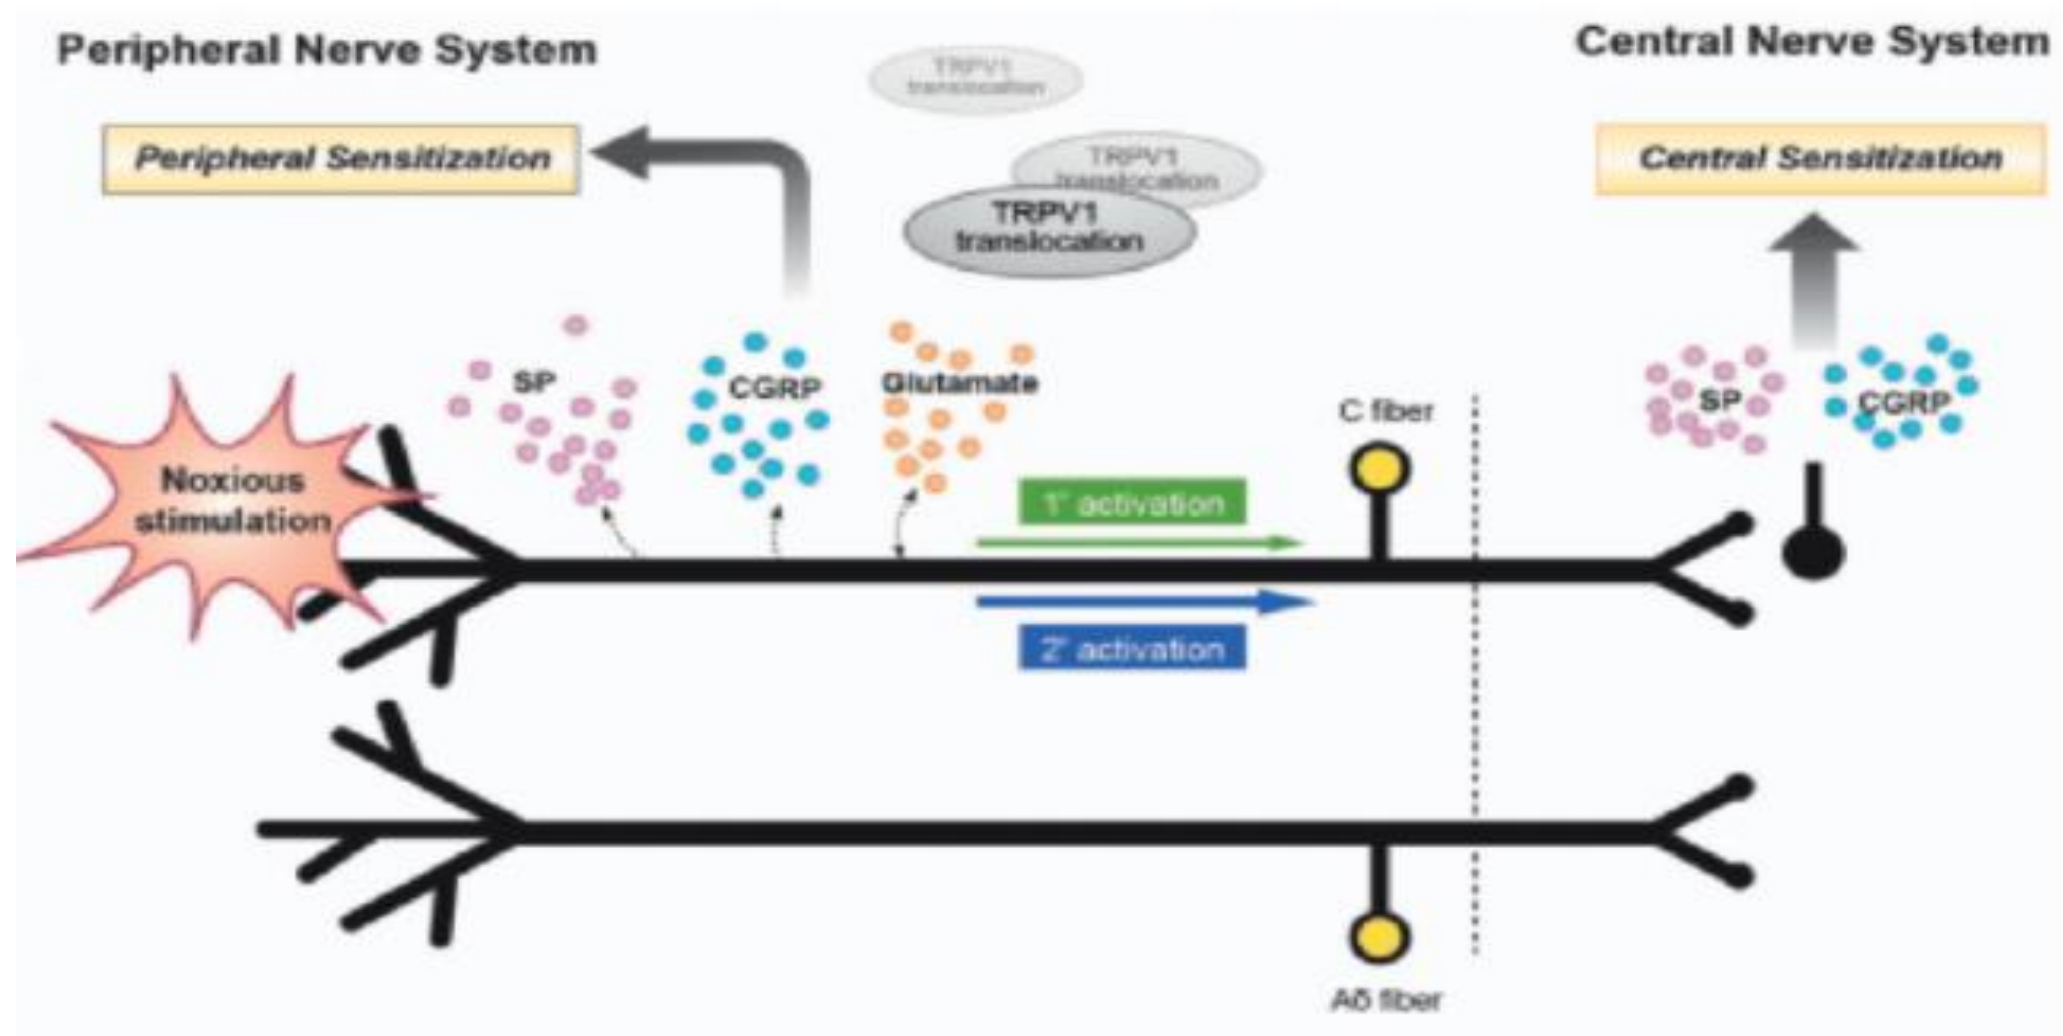 Peripheral Nerve System
Central Nerve System
TRPV1
translocation
Peripheral Sensitization
TRPV1
translocation
Central Sensitization
TRPV1
translocation
SP
CGRP
Glutamate
C fiber
SP
CGRP
Noxious
stimulation
1° activation
2° activation
Aδ fiber